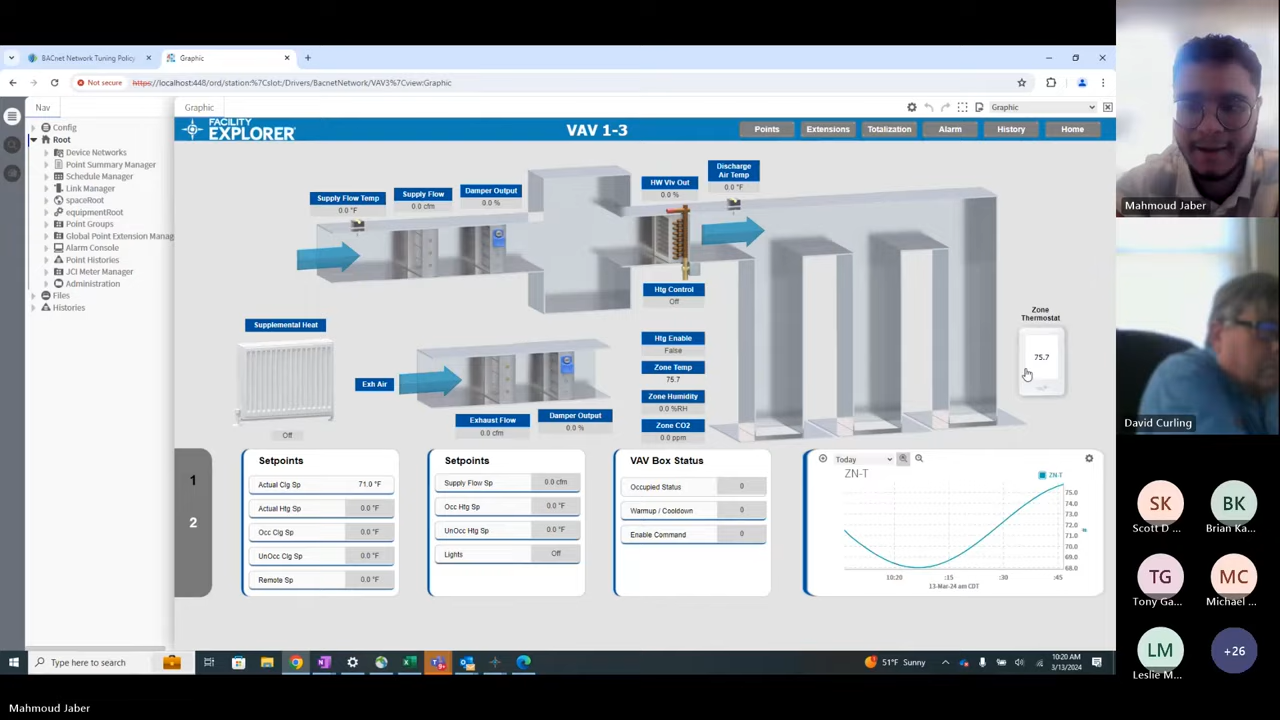 BACnet Network Tuning Policy
Graphic
Not secure
https://localhost:448/ord/station:%7Cslot:/Drivers/BacnetNetwork/VAV3%7Cview:Graphic
Nav
Graphic
Graphic
Config
Root
Device Networks
Point Summary Manager
Schedule Manager
Link Manager
spaceRoot
equipmentRoot
Point Groups
Global Point Extension Manag
Alarm Console
Point Histories
JCI Meter Manager
Administration
Files
Histories
FACILITY
EXPLORER
VAV 1-3
Points
Extensions
Totalization
Alarm
History
Home
Supply Flow Temp
0.0 °F
Supply Flow
0.0 cfm
Damper Output
0.0 %
HW Vlv Out
0.0 %
Discharge
Air Temp
0.0 °F
Htg Control
Off
Supplemental Heat
Off
Exh Air
Exhaust Flow
0.0 cfm
Damper Output
0.0 %
Htg Enable
False
Zone Temp
75.7
Zone Humidity
0.0 %RH
Zone CO2
0.0 ppm
Zone
Thermostat
75.7
1
2
Setpoints
Actual Clg Sp 71.0 °F
Actual Htg Sp 0.0 °F
Occ Clg Sp 0.0 °F
UnOcc Clg Sp 0.0 °F
Remote Sp 0.0 °F
Setpoints
Supply Flow Sp 0.0 cfm
Occ Htg Sp 0.0 °F
UnOcc Htg Sp 0.0 °F
Lights Off
VAV Box Status
Occupied Status 0
Warmup / Cooldown 0
Enable Command 0
Today
ZN-T
ZN-T
75.0
74.0
73.0
72.0
71.0
70.0
69.0
68.0
°F
10:20 :15 :30 :45
13-Mar-24 am CDT
Type here to search
51°F Sunny
10:20 AM
3/13/2024
Mahmoud Jaber
David Curling
SK
Scott D ...
BK
Brian Ka...
TG
Tony Ga...
MC
Michael ...
LM
Leslie M...
+26
Mahmoud Jaber